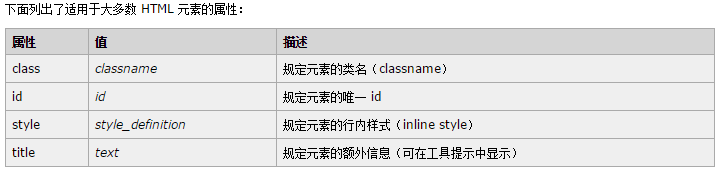 下面列出了适用于大多数 HTML 元素的属性：
属性 值 描述
class classname 规定元素的类名（classname）
id id 规定元素的唯一 id
style style_definition 规定元素的行内样式（inline style）
title text 规定元素的额外信息（可在工具提示中显示）